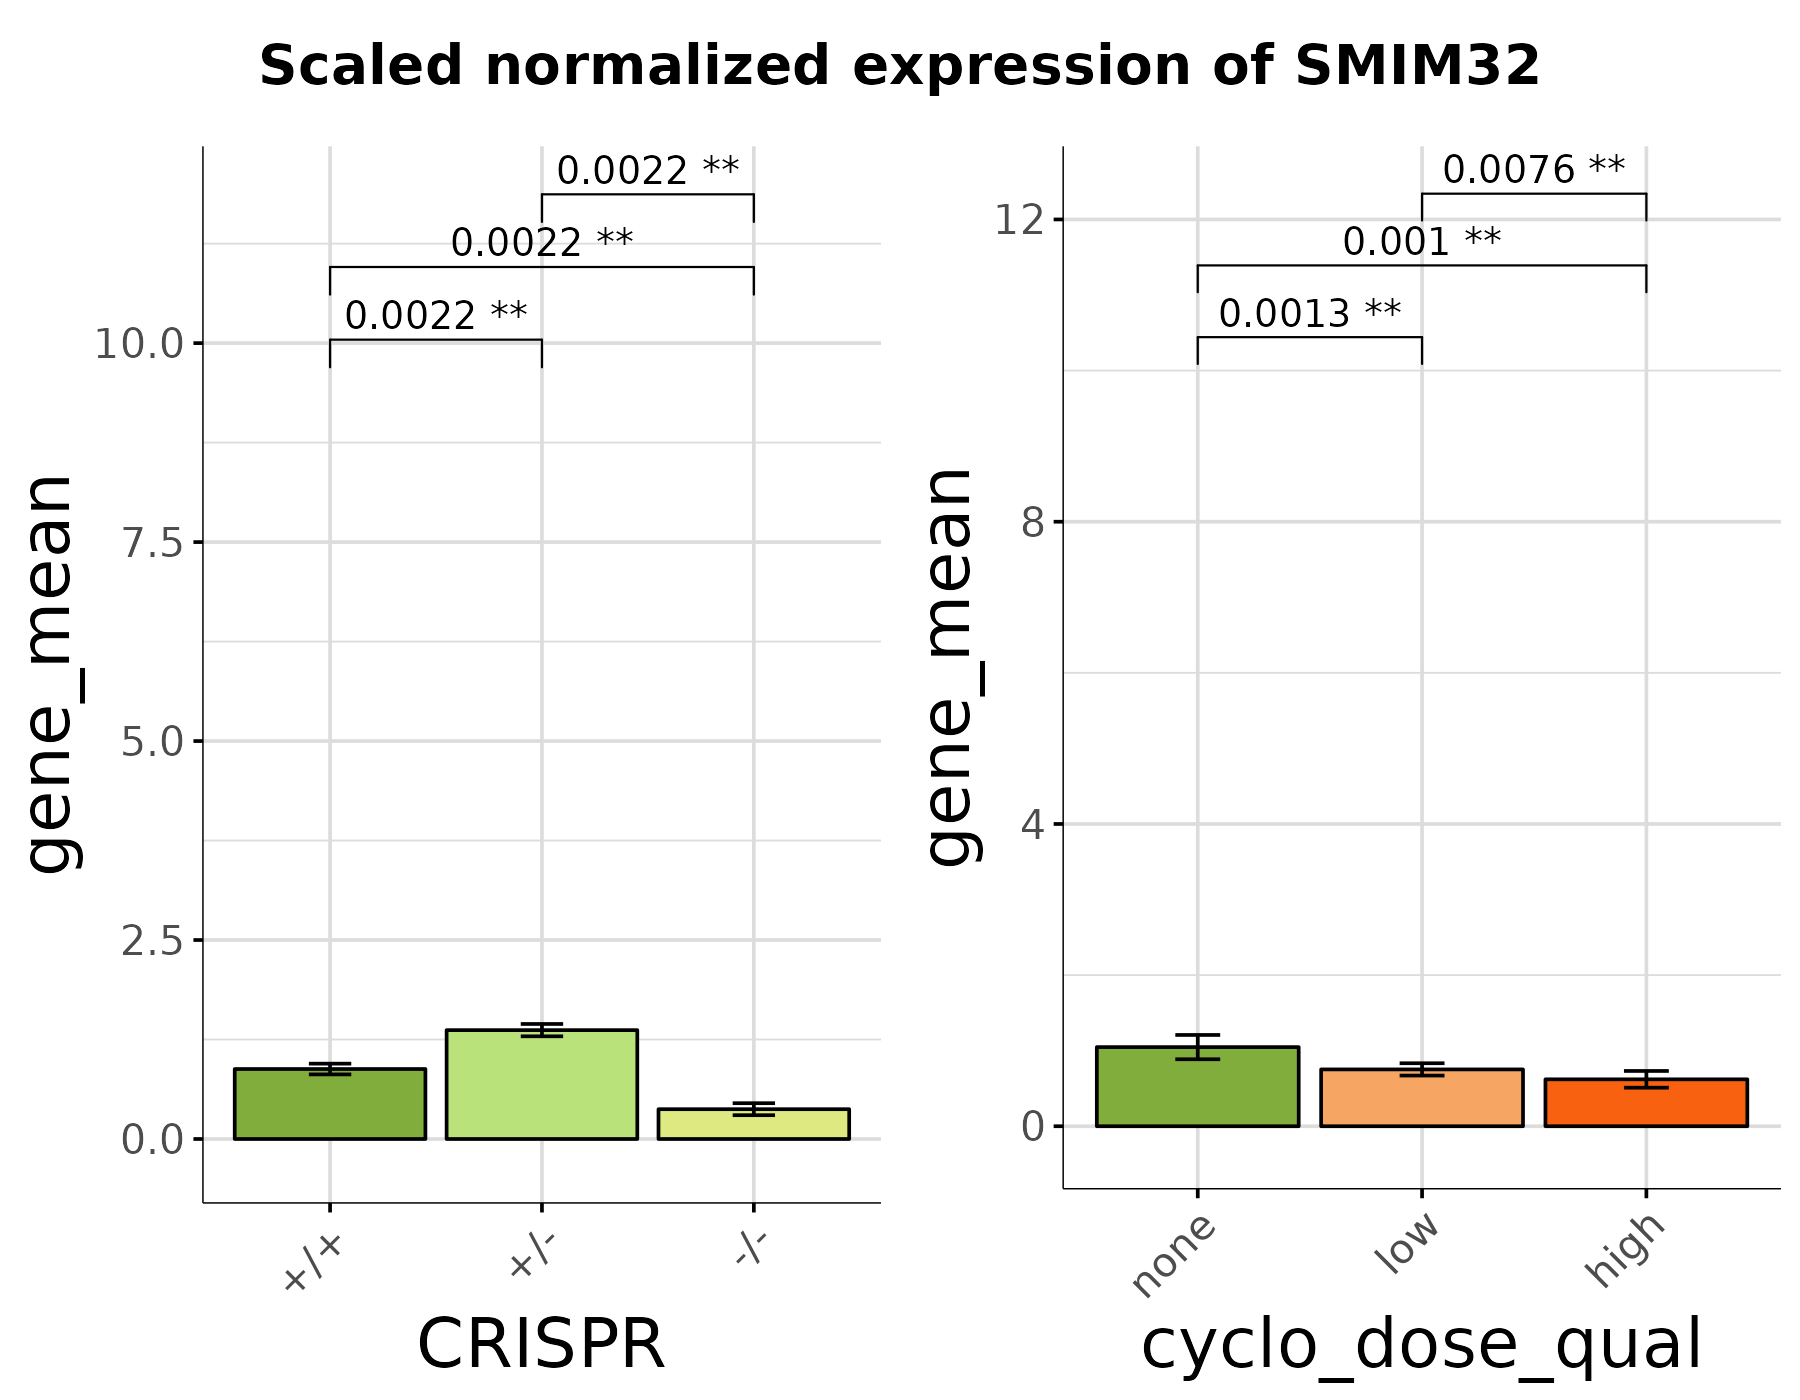 Scaled normalized expression of SMIM32
0.0022 **
0.0022 **
0.0022 **
10.0
7.5
5.0
2.5
0.0
gene_mean
+/+
+/-
-/-
CRISPR
0.0076 **
0.001 **
0.0013 **
12
8
4
0
gene_mean
none
low
high
cyclo_dose_qual